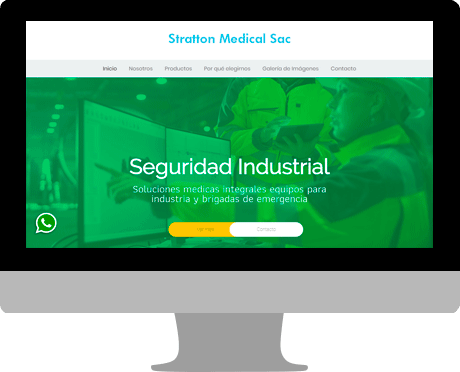 Stratton Medical Sac
Inicio Nosotros Productos Por qué elegirnos Galería de Imágenes Contacto
Seguridad Industrial
Soluciones medicas integrales equipos para
industria y brigadas de emergencia
Contacto